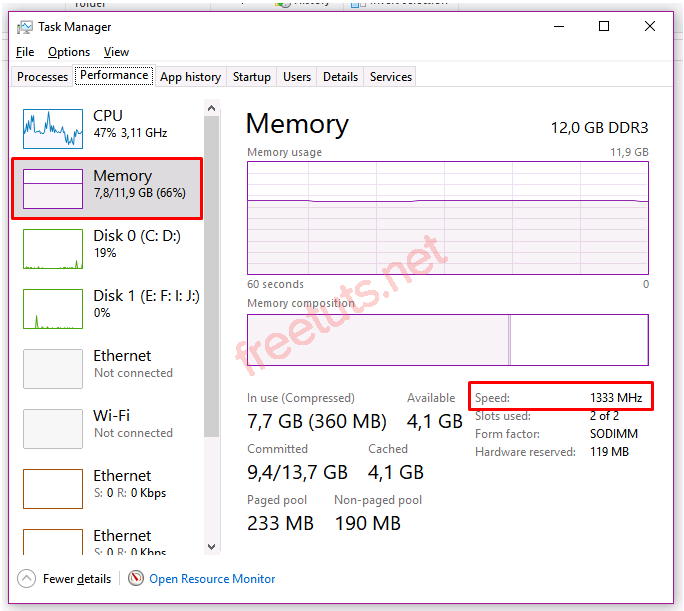 folder
Task Manager
File Options View
Processes Performance App history Startup Users Details Services
CPU
47% 3,11 GHz
Memory
7,8/11,9 GB (66%)
Disk 0 (C: D:)
19%
Disk 1 (E: F: I: J:)
0%
Ethernet
Not connected
Wi-Fi
Not connected
Ethernet
S: 0 R: 0 Kbps
Ethernet
S: 0 R: 0 Kbps
Memory 12,0 GB DDR3
Memory usage 11,9 GB
60 seconds 0
Memory composition
In use (Compressed) Available
7,7 GB (360 MB) 4,1 GB
Committed Cached
9,4/13,7 GB 4,1 GB
Paged pool Non-paged pool
233 MB 190 MB
Speed: 1333 MHz
Slots used: 2 of 2
Form factor: SODIMM
Hardware reserved: 119 MB
freetuts.net
Fewer details Open Resource Monitor